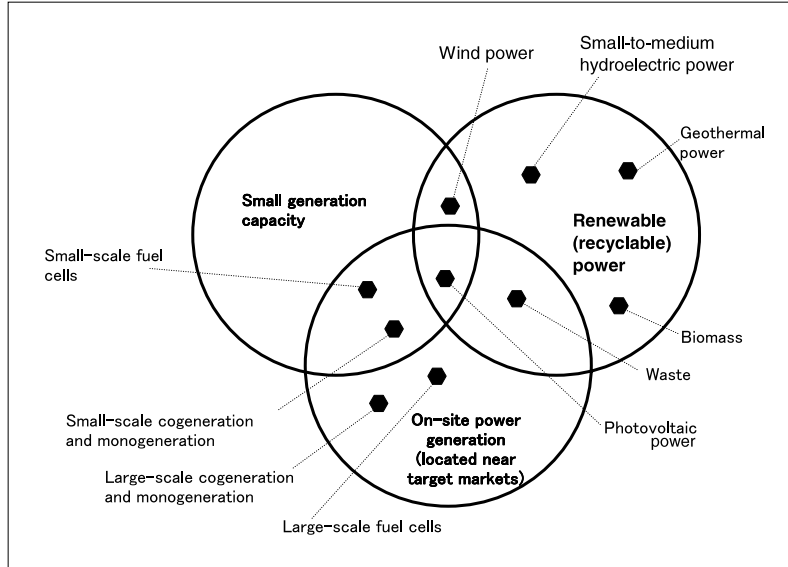 Wind power
Small-to-medium
hydroelectric power
Geothermal
power
Small generation
capacity
Renewable
(recyclable)
power
Small-scale fuel
cells
Biomass
Waste
Small-scale cogeneration
and monogeneration
On-site power
generation
(located near
target markets)
Photovoltaic
power
Large-scale cogeneration
and monogeneration
Large-scale fuel cells